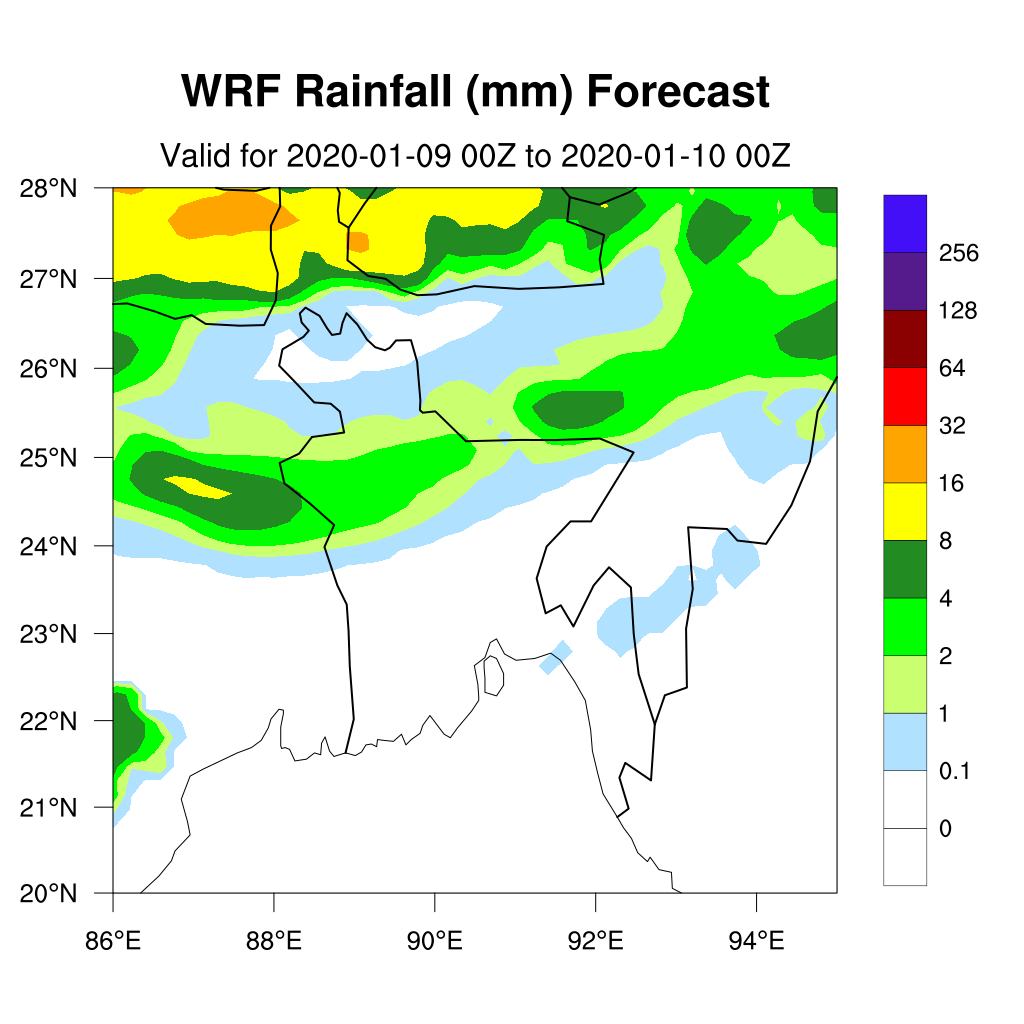 WRF Rainfall (mm) Forecast
Valid for 2020-01-09 00Z to 2020-01-10 00Z
28°N
27°N
26°N
25°N
24°N
23°N
22°N
21°N
20°N
86°E 88°E 90°E 92°E 94°E
256
128
64
32
16
8
4
2
1
0.1
0